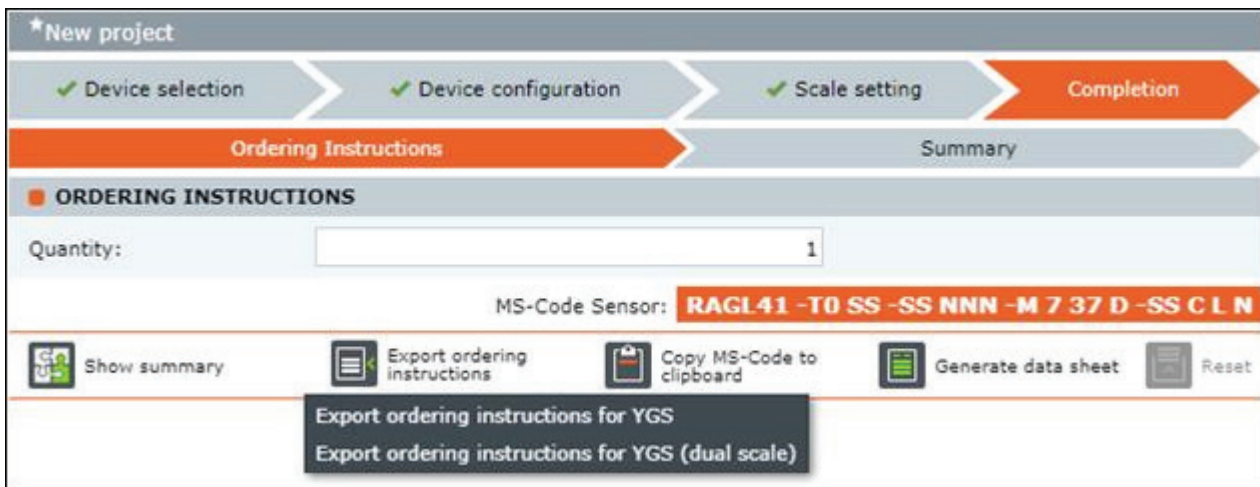 *New project
✓ Device selection ✓ Device configuration ✓ Scale setting Completion
Ordering Instructions Summary
ORDERING INSTRUCTIONS
Quantity: 1
MS-Code Sensor: RAGL41 -T0 SS -SS NNN -M 7 37 D -SS C L N
Show summary
Export ordering
instructions
Copy MS-Code to
clipboard
Generate data sheet
Reset
Export ordering instructions for YGS
Export ordering instructions for YGS (dual scale)